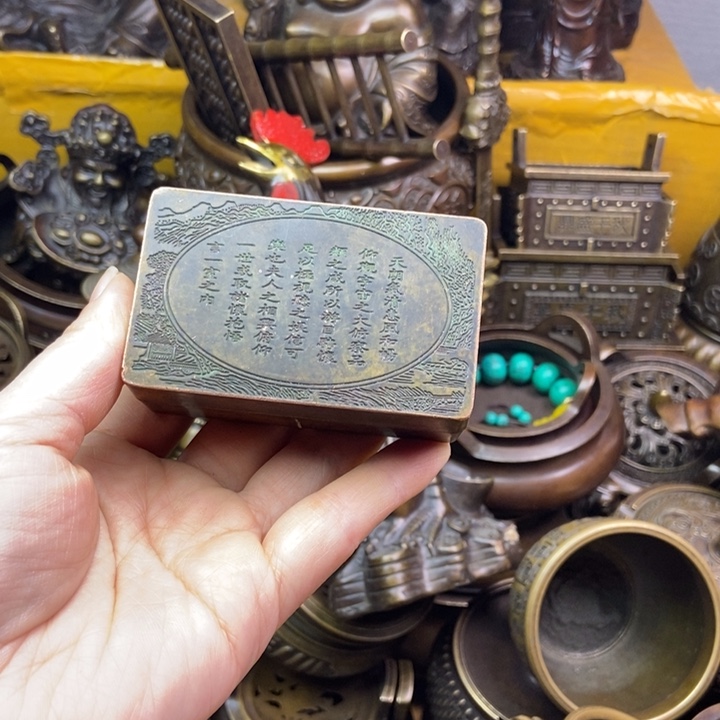 天朗氣清惠風和暢
仰觀宇宙之大俯察品
類之盛所以遊目騁懷
足以極視聽之娛信可
樂也夫人之相與俯仰
一世或取諸懷抱悟
言一室之内